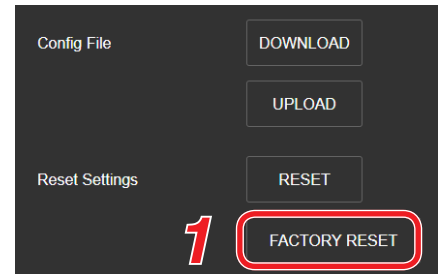 Config File DOWNLOAD
UPLOAD
Reset Settings RESET
1 FACTORY RESET